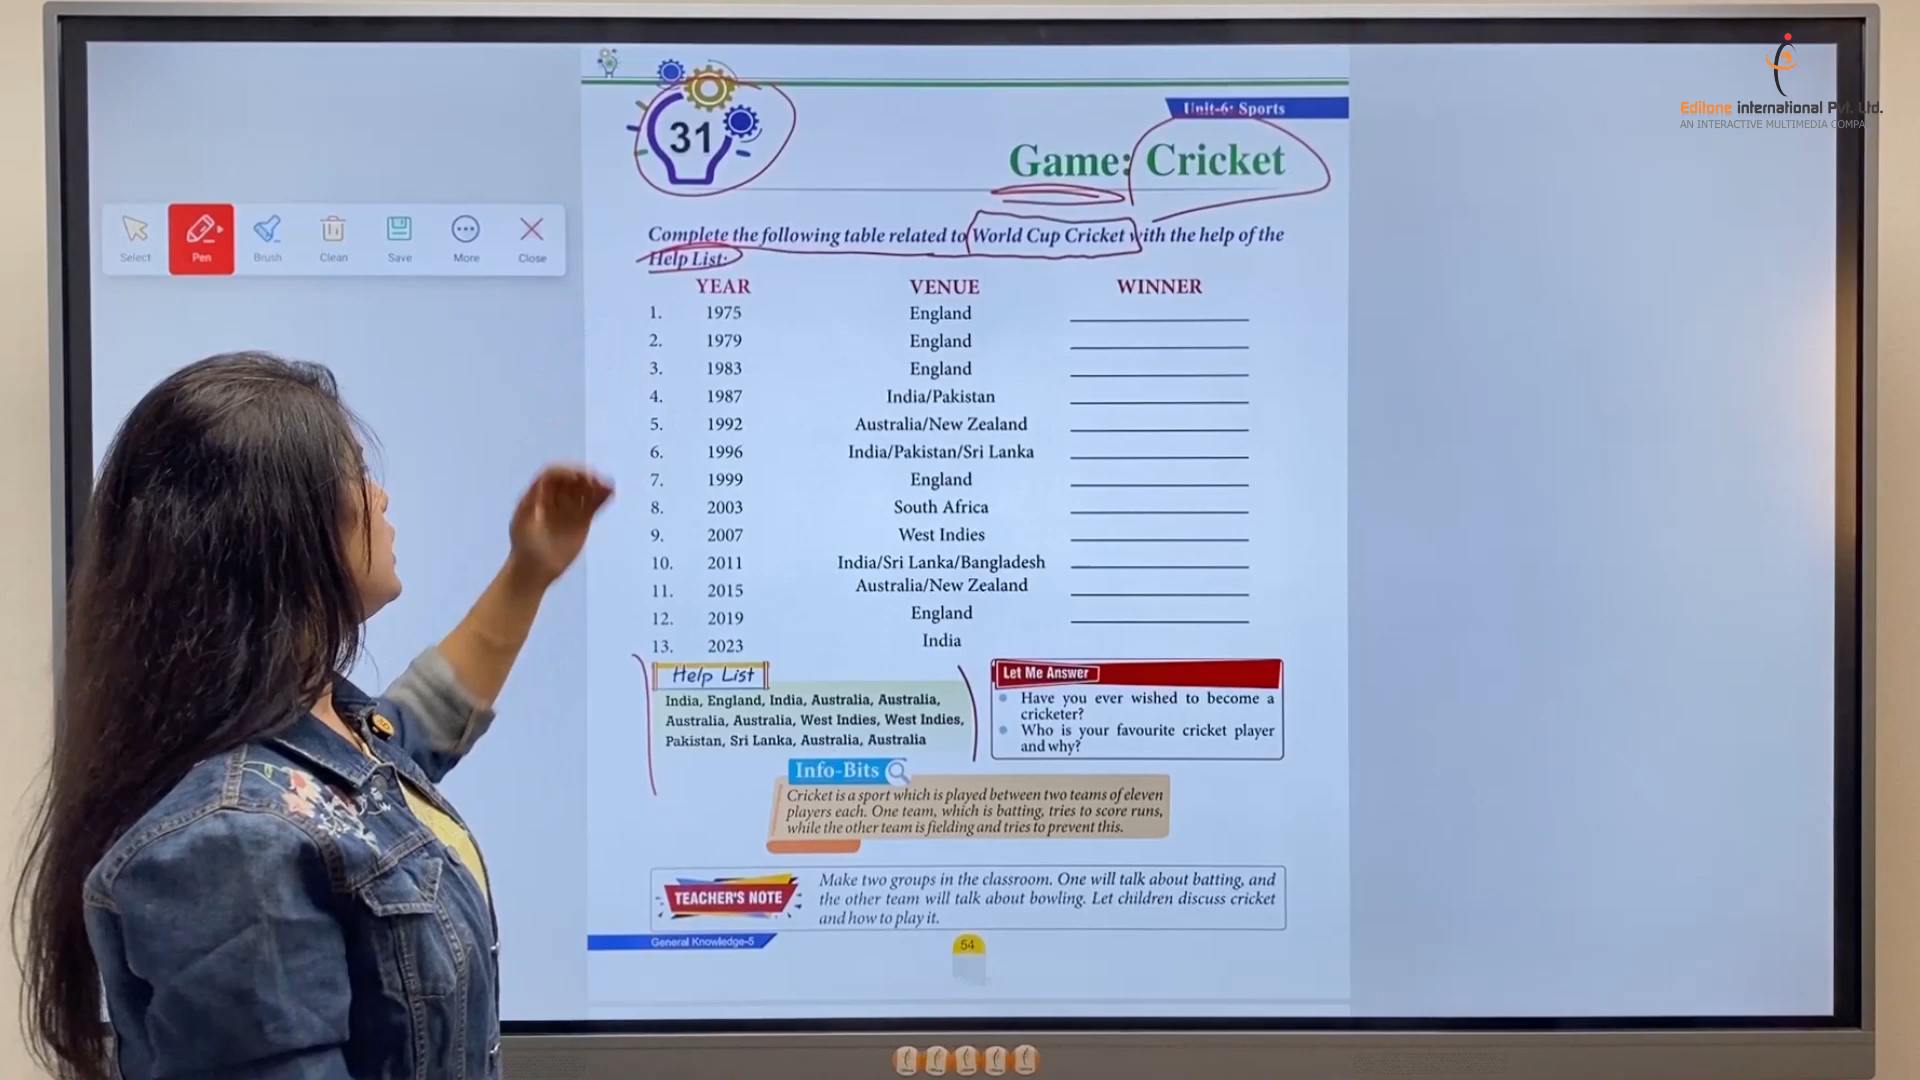 Editone international Pvt. Ltd.
AN INTERACTIVE MULTIMEDIA COMPA
Unit-6: Sports
31
Game: Cricket
Select Pen Brush Clean Save More Close
Complete the following table related to World Cup Cricket with the help of the
Help List:
YEAR VENUE WINNER
1. 1975 England
2. 1979 England
3. 1983 England
4. 1987 India/Pakistan
5. 1992 Australia/New Zealand
6. 1996 India/Pakistan/Sri Lanka
7. 1999 England
8. 2003 South Africa
9. 2007 West Indies
10. 2011 India/Sri Lanka/Bangladesh
11. 2015 Australia/New Zealand
12. 2019 England
13. 2023 India
Help List
India, England, India, Australia, Australia,
Australia, Australia, West Indies, West Indies,
Pakistan, Sri Lanka, Australia, Australia
Let Me Answer
Have you ever wished to become a
cricketer?
Who is your favourite cricket player
and why?
Info-Bits
Cricket is a sport which is played between two teams of eleven
players each. One team, which is batting, tries to score runs,
while the other team is fielding and tries to prevent this.
TEACHER'S NOTE
Make two groups in the classroom. One will talk about batting, and
the other team will talk about bowling. Let children discuss cricket
and how to play it.
General Knowledge-5
54